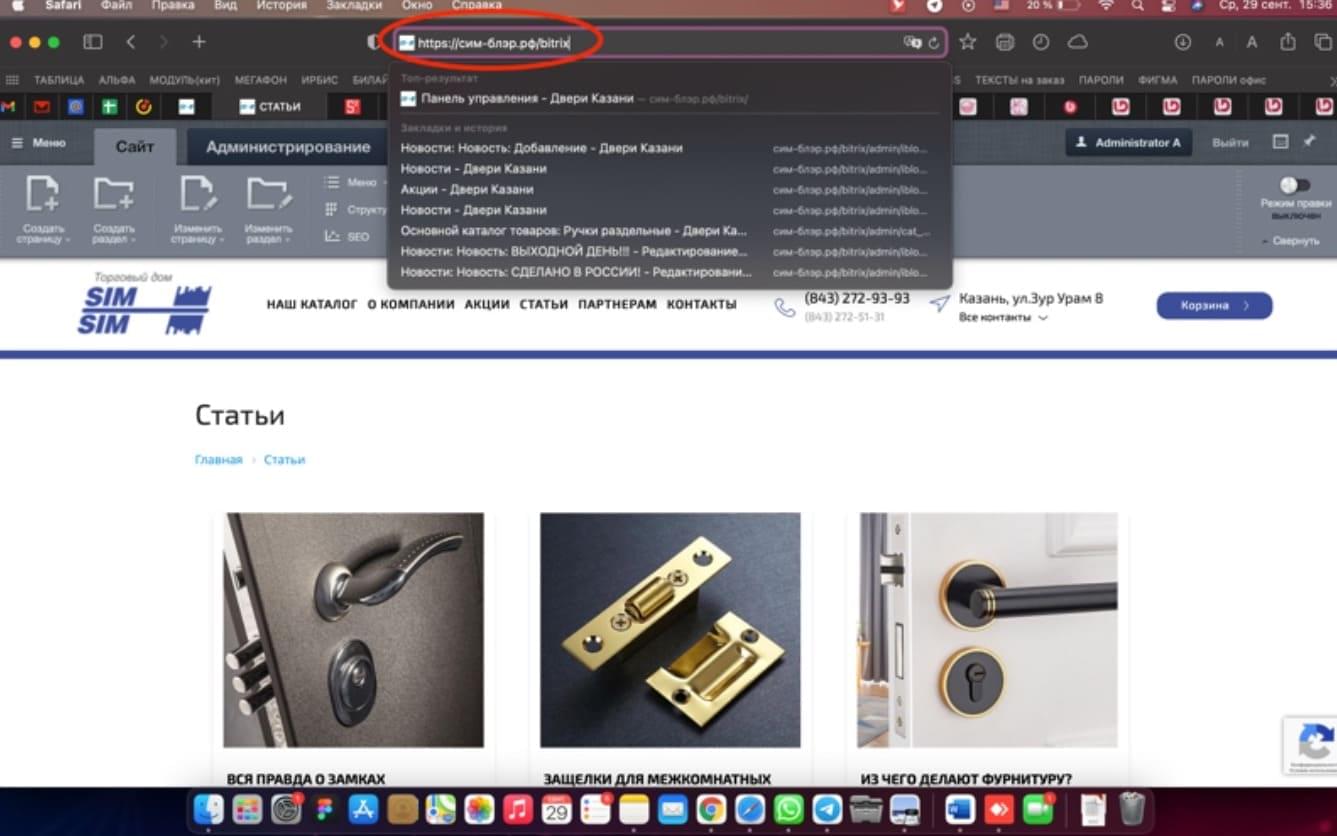 Safari Файл Правка Вид История Закладки Окно Справка 20 % Ср, 29 сент. 15:36
https://сим-блэр.рф/bitrix
ТАБЛИЦА АЛЬФА МОДУЛЬ(кит) МЕГАФОН ИРБИС БИЛАЙ
S ТЕКСТЫ на заказ ПАРОЛИ ФИГМА ПАРОЛИ офис
Топ-результат
Панель управления - Двери Казани — сим-блэр.рф/bitrix/
СТАТЬИ
Закладки и история
Новости: Новость: Добавление - Двери Казани сим-блэр.рф/bitrix/admin/iblo...
Новости - Двери Казани сим-блэр.рф/bitrix/admin/iblo...
Акции - Двери Казани сим-блэр.рф/bitrix/admin/iblo...
Новости - Двери Казани сим-блэр.рф/bitrix/admin/iblo...
Основной каталог товаров: Ручки раздельные - Двери Ка... сим-блэр.рф/bitrix/admin/cat_...
Новости: Новость: ВЫХОДНОЙ ДЕНЬ!!! - Редактирование... сим-блэр.рф/bitrix/admin/iblo...
Новости: Новость: СДЕЛАНО В РОССИИ! - Редактировани... сим-блэр.рф/bitrix/admin/iblo...
Меню Сайт Администрирование
Administrator A Выйти
Создать страницу
Создать раздел
Изменить страницу
Изменить раздел
Меню
Структу
SEO
Режим правки
выключен
Свернуть
Торговый дом
SIM
SIM
НАШ КАТАЛОГ О КОМПАНИИ АКЦИИ СТАТЬИ ПАРТНЕРАМ КОНТАКТЫ
(843) 272-93-93
(843) 272-51-31
Казань, ул.Зур Урам 8
Все контакты
Корзина
Статьи
Главная › Статьи
ВСЯ ПРАВДА О ЗАМКАХ
ЗАЩЕЛКИ ДЛЯ МЕЖКОМНАТНЫХ
ИЗ ЧЕГО ДЕЛАЮТ ФУРНИТУРУ?
29